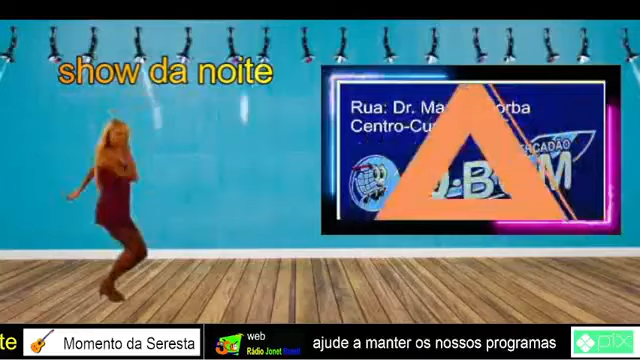 show da noite
Rua: Dr. Ma orba
Centro-Cu
RCADÃO
te
Momento da Seresta
web
Rádio Jonet
ajude a manter os nossos programas
pix